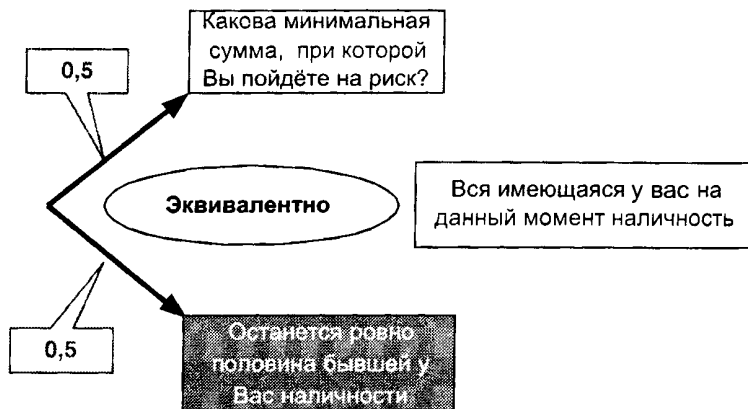 Какова минимальная
сумма, при которой
Вы пойдёте на риск?
0,5
Эквивалентно
Вся имеющаяся у вас на
данный момент наличность
0,5
Останется ровно
половина бывшей у
Вас наличности